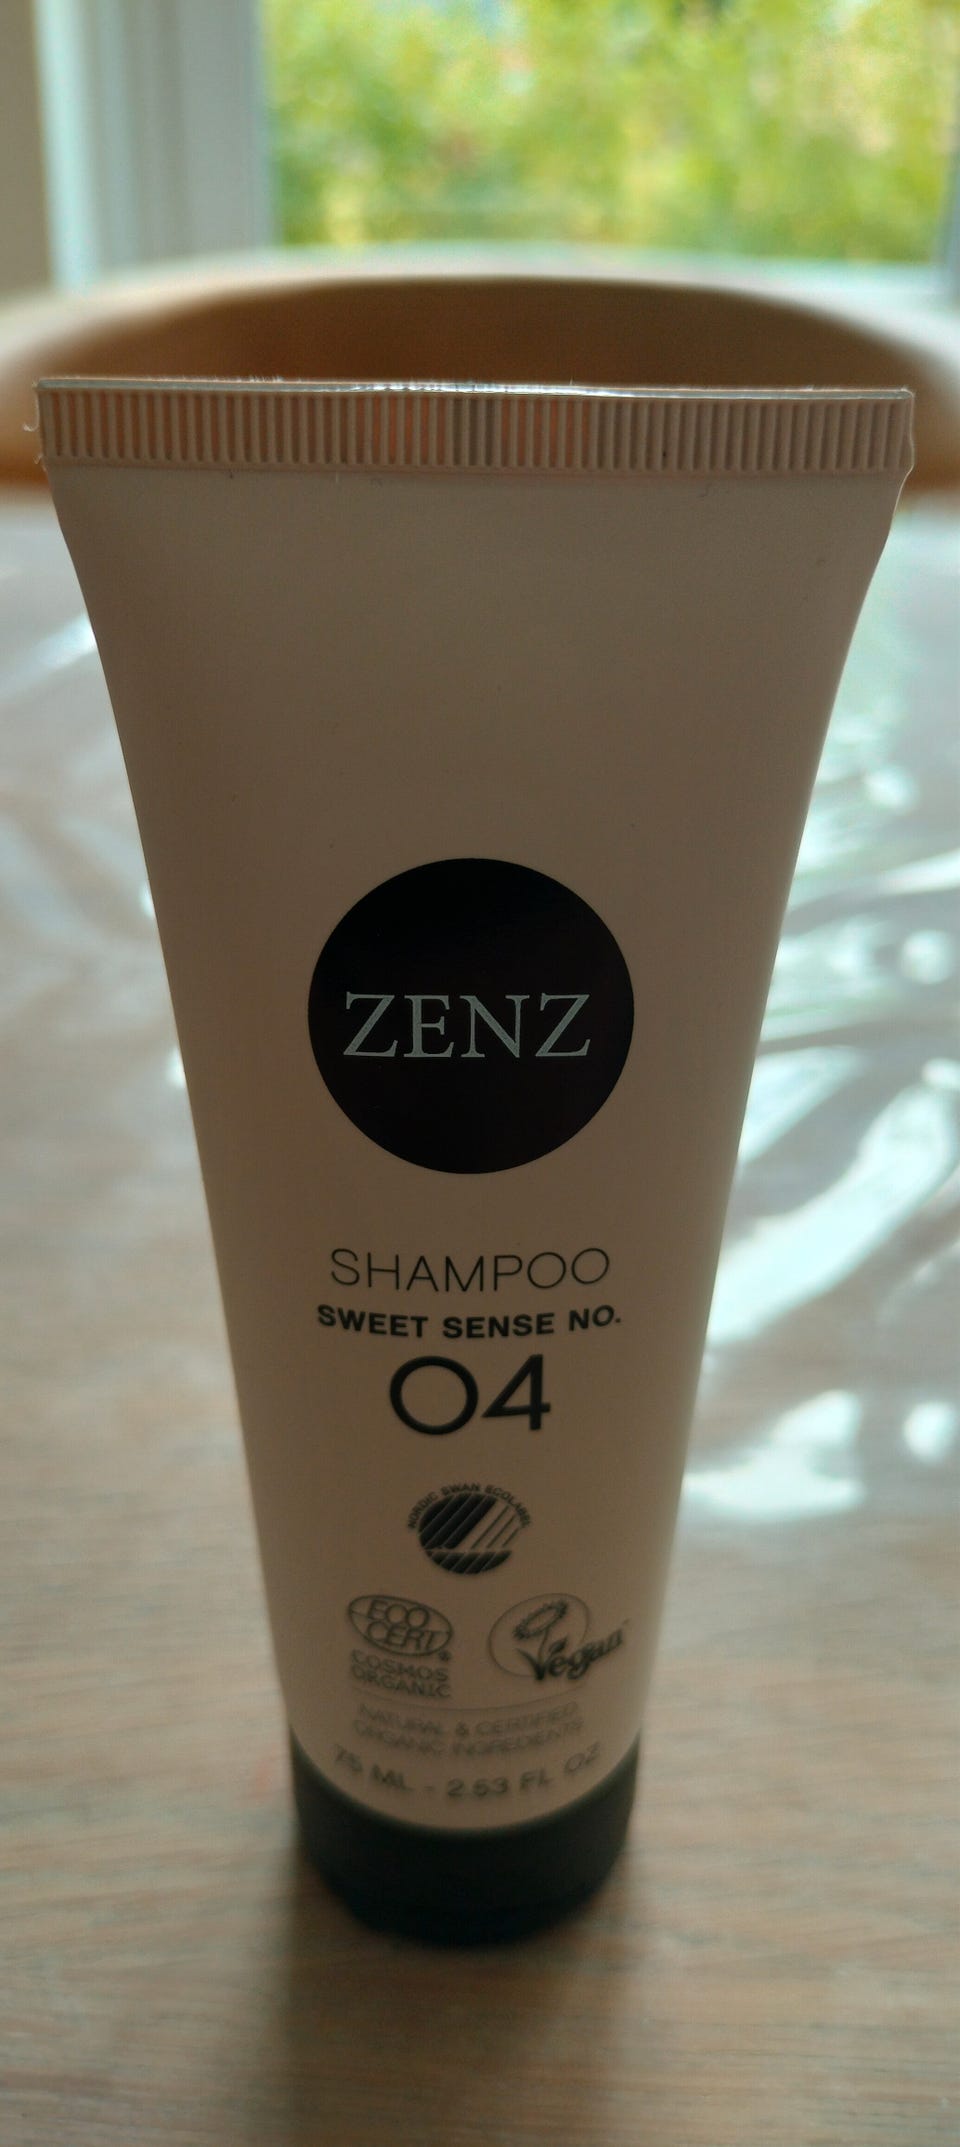 ZENZ
SHAMPOO
SWEET SENSE NO.
04
NORDIC SWAN ECOLABEL
ECO
CERT®
COSMOS
ORGANIC
Vegan
NATURAL & CERTIFIED
ORGANIC INGREDIENTS
75 ML - 2.53 FL OZ